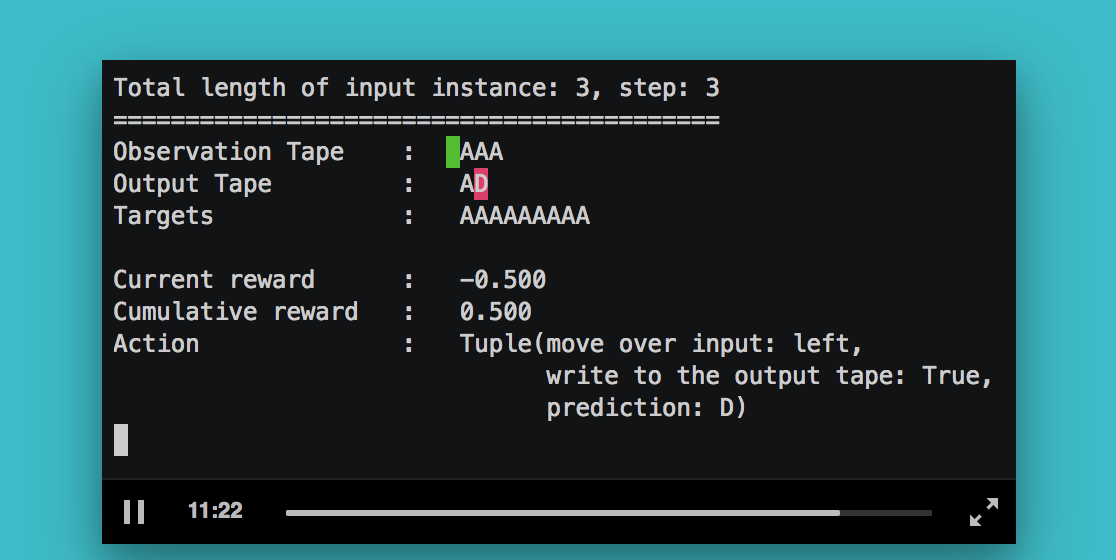 Total length of input instance: 3, step: 3
==========================================
Observation Tape    :   AAA
Output Tape         :   AD
Targets             :   AAAAAAAAA
Current reward      :   -0.500
Cumulative reward   :   0.500
Action              :   Tuple(move over input: left,
write to the output tape: True,
prediction: D)
11:22